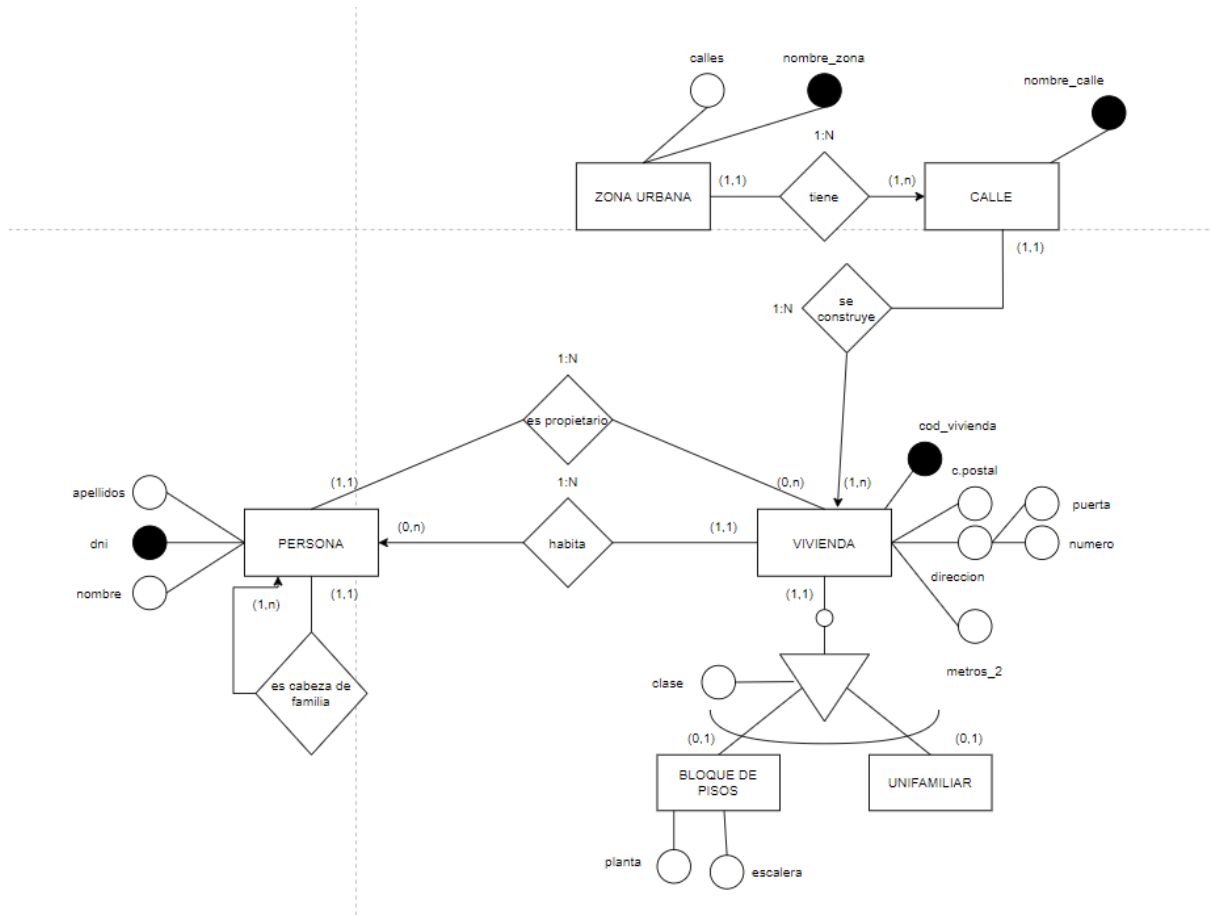 calles
nombre_zona
nombre_calle
1:N
ZONA URBANA
(1,1)
tiene
(1,n)
CALLE
(1,1)
1:N
se
construye
1:N
es propietario
cod_vivienda
c.postal
apellidos
(1,1)
1:N
(0,n)
(1,n)
puerta
dni
PERSONA
(0,n)
habita
(1,1)
VIVIENDA
numero
direccion
nombre
(1,n)
(1,1)
(1,1)
metros_2
es cabeza de
familia
clase
(0,1)
(0,1)
BLOQUE DE
PISOS
UNIFAMILIAR
planta
escalera